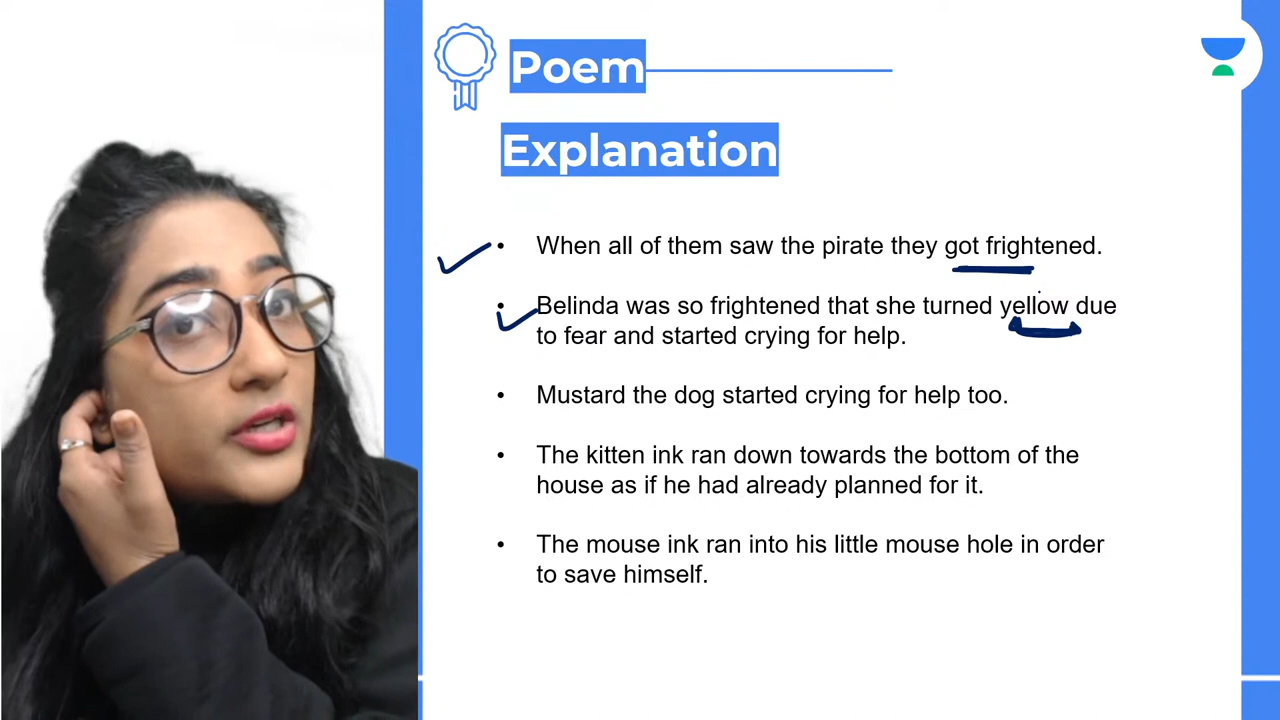 Poem
Explanation
• When all of them saw the pirate they got frightened.
• Belinda was so frightened that she turned yellow due
to fear and started crying for help.
• Mustard the dog started crying for help too.
• The kitten ink ran down towards the bottom of the
house as if he had already planned for it.
• The mouse ink ran into his little mouse hole in order
to save himself.